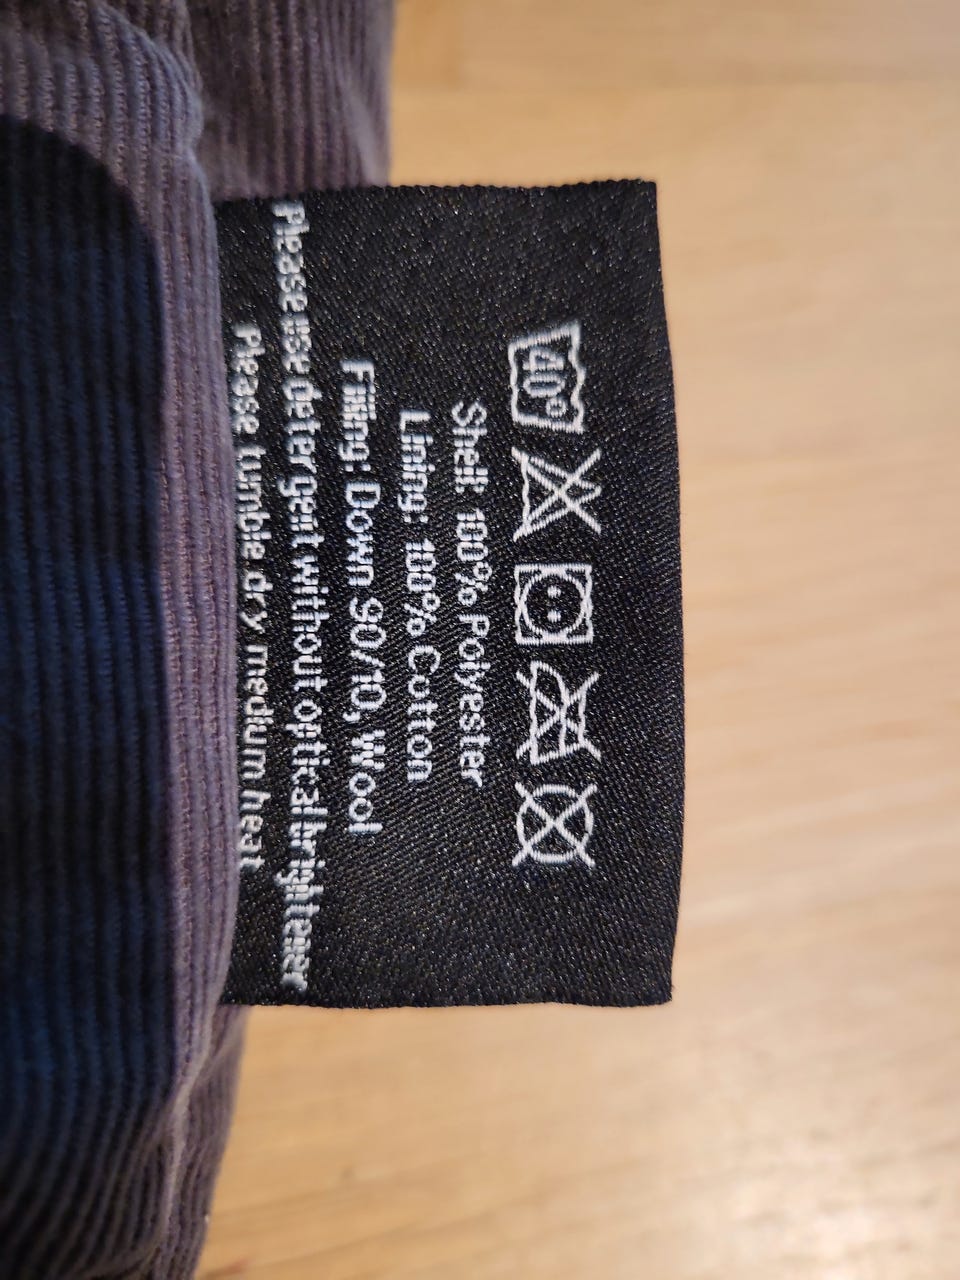 40°
Shell: 100% Polyester
Lining: 100% Cotton
Filling: Down 90/10, Wool
Please use detergent without optical brightener
Please tumble dry medium heat